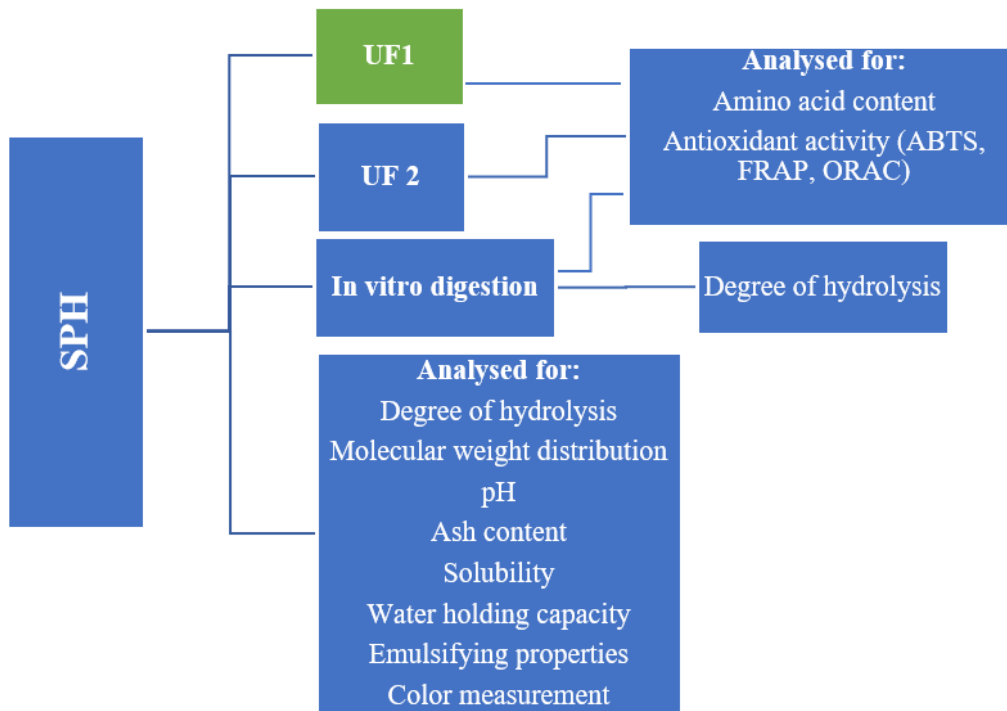 SPH
UF1
UF 2
In vitro digestion
Analysed for:
Amino acid content
Antioxidant activity (ABTS,
FRAP, ORAC)
Degree of hydrolysis
Analysed for:
Degree of hydrolysis
Molecular weight distribution
pH
Ash content
Solubility
Water holding capacity
Emulsifying properties
Color measurement